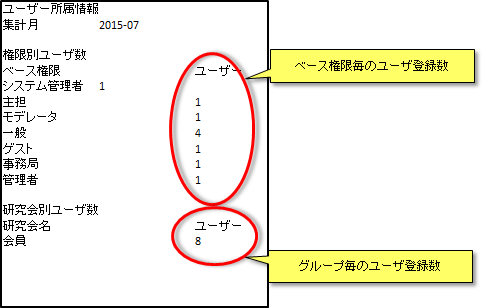 ユーザー所属情報
集計月 2015-07
権限別ユーザ数
ベース権限 ユーザー
システム管理者 1
主担 1
モデレータ 1
一般 4
ゲスト 1
事務局 1
管理者 1
研究会別ユーザ数
研究会名 ユーザー
会員 8
ベース権限毎のユーザ登録数
グループ毎のユーザ登録数